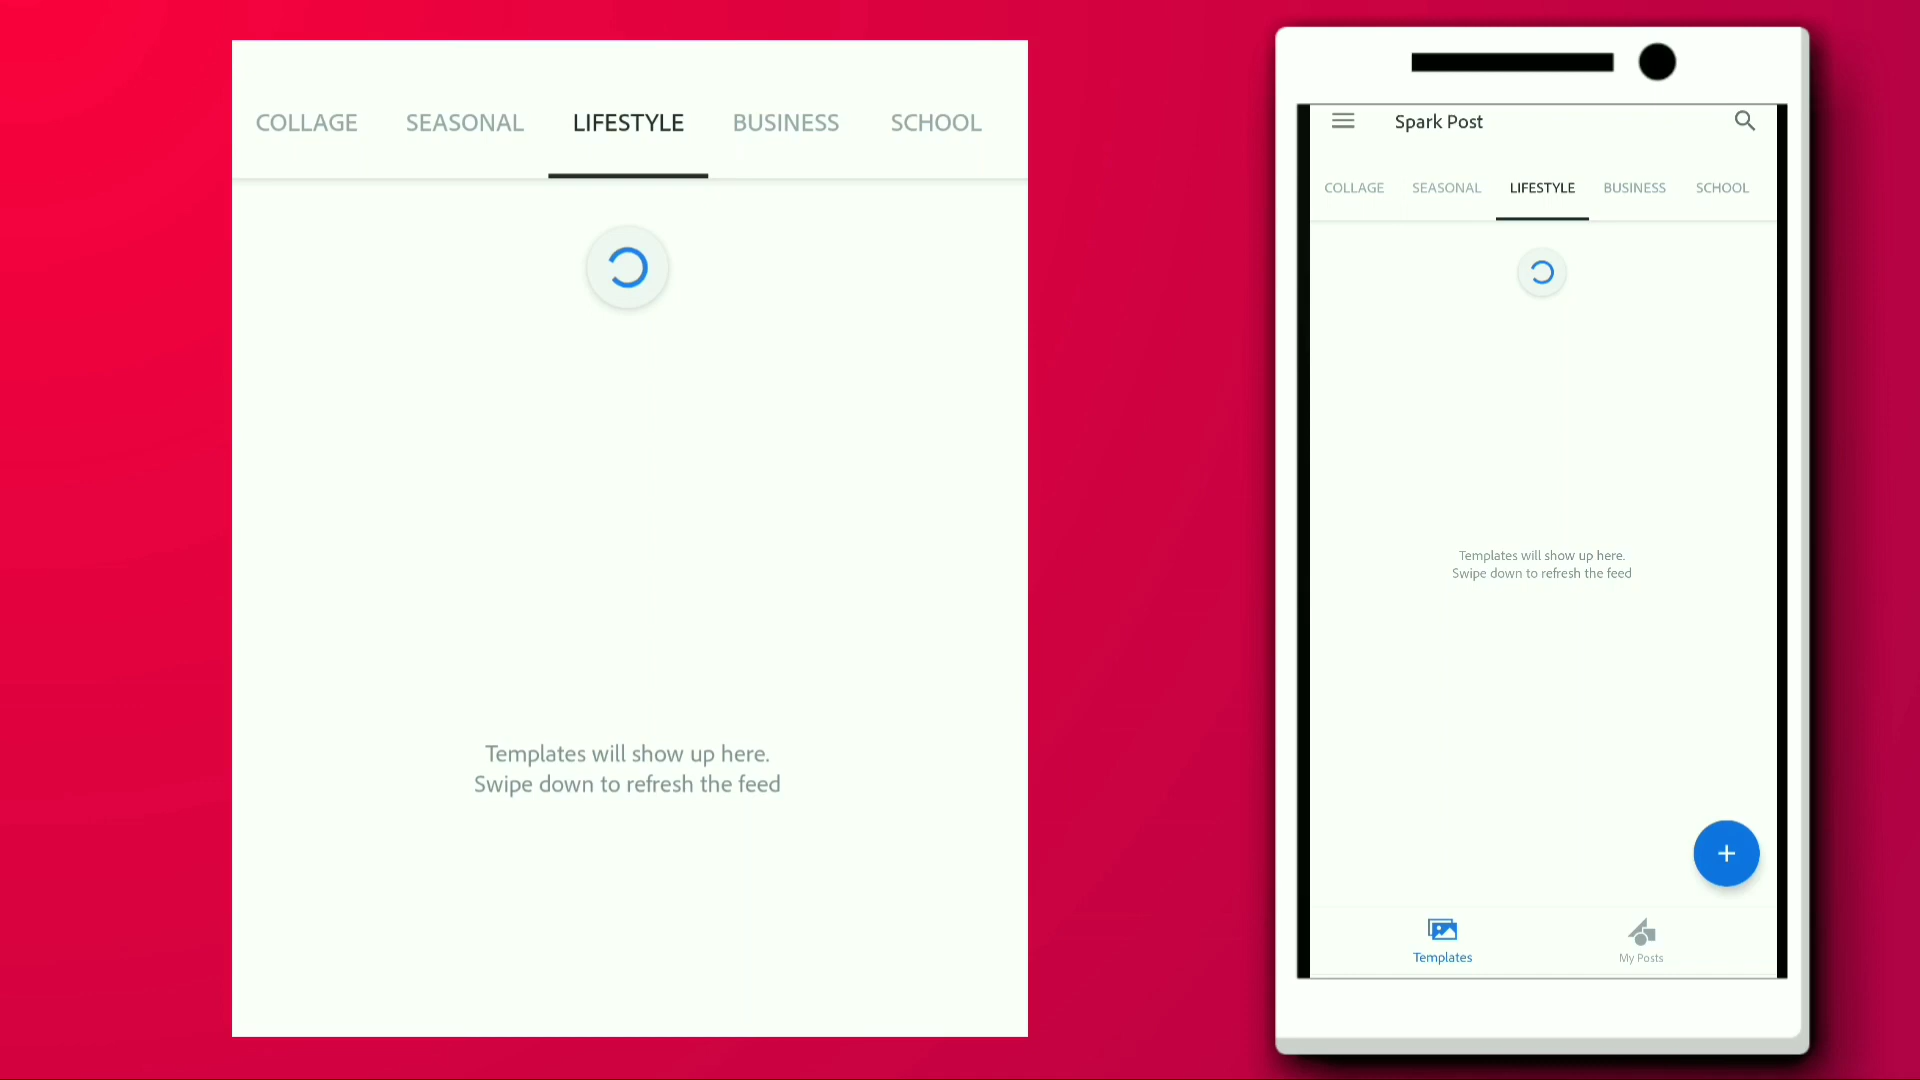 COLLAGE SEASONAL LIFESTYLE BUSINESS SCHOOL
Templates will show up here.
Swipe down to refresh the feed
Spark Post
COLLAGE SEASONAL LIFESTYLE BUSINESS SCHOOL
Templates will show up here.
Swipe down to refresh the feed
Templates My Posts